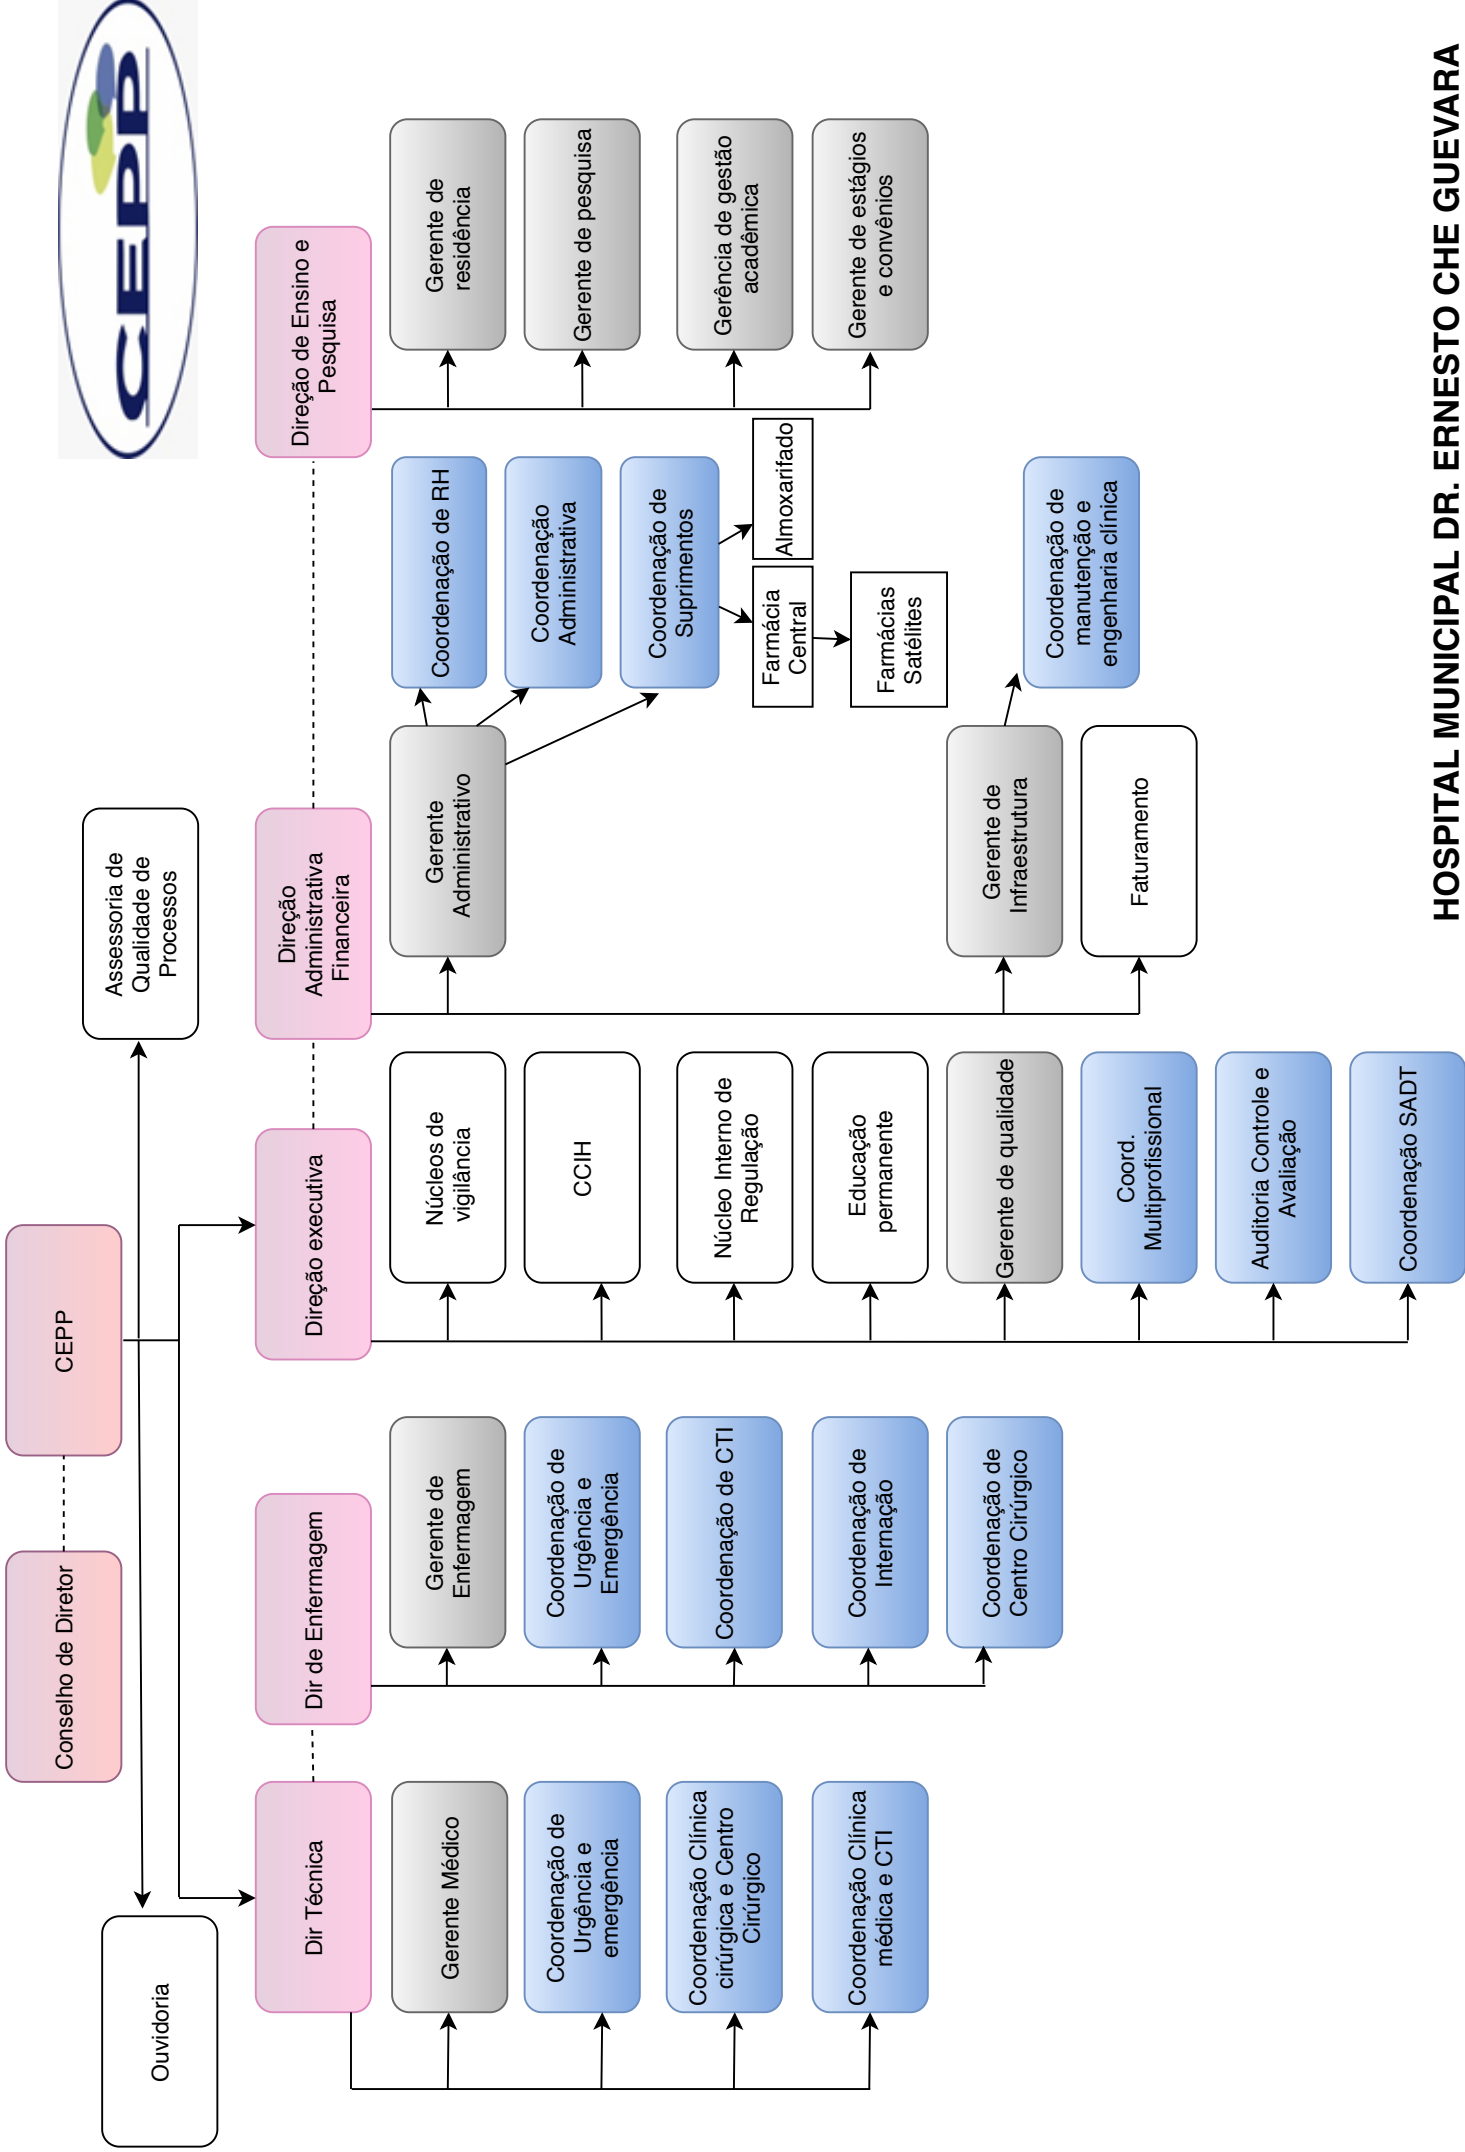 CEPP
Conselho de Diretor
CEPP
Ouvidoria
Assessoria de
Qualidade de
Processos
Dir Técnica
Dir de Enfermagem
Direção executiva
Direção
Administrativa
Financeira
Direção de Ensino e
Pesquisa
Gerente Médico
Coordenação de
Urgência e
emergência
Coordenação Clínica
cirúrgica e Centro
Cirúrgico
Coordenação Clínica
médica e CTI
Gerente de
Enfermagem
Coordenação de
Urgência e
Emergência
Coordenação de CTI
Coordenação de
Internação
Coordenação de
Centro Cirúrgico
Núcleos de
vigilância
CCIH
Núcleo Interno de
Regulação
Educação
permanente
Gerente de qualidade
Coord.
Multiprofissional
Auditoria Controle e
Avaliação
Coordenação SADT
Gerente
Administrativo
Coordenação de RH
Coordenação
Administrativa
Coordenação de
Suprimentos
Farmácia
Central
Almoxarifado
Farmácias
Satélites
Gerente de
Infraestrutura
Coordenação de
manutenção e
engenharia clínica
Faturamento
Gerente de
residência
Gerente de pesquisa
Gerência de gestão
acadêmica
Gerente de estágios
e convênios
HOSPITAL MUNICIPAL DR. ERNESTO CHE GUEVARA